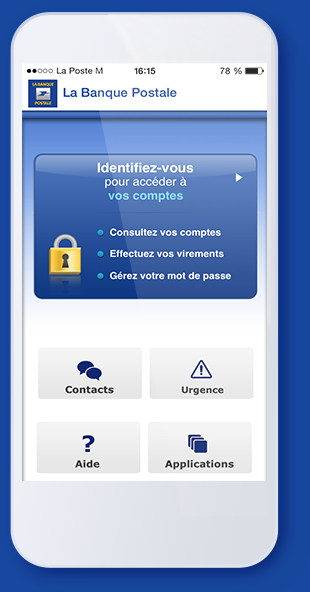 La Poste M 16:15 78 %
LA BANQUE
POSTALE
La Banque Postale
Identifiez-vous
pour accéder à
vos comptes
Consultez vos comptes
Effectuez vos virements
Gérez votre mot de passe
Contacts
Urgence
?
Aide
Applications